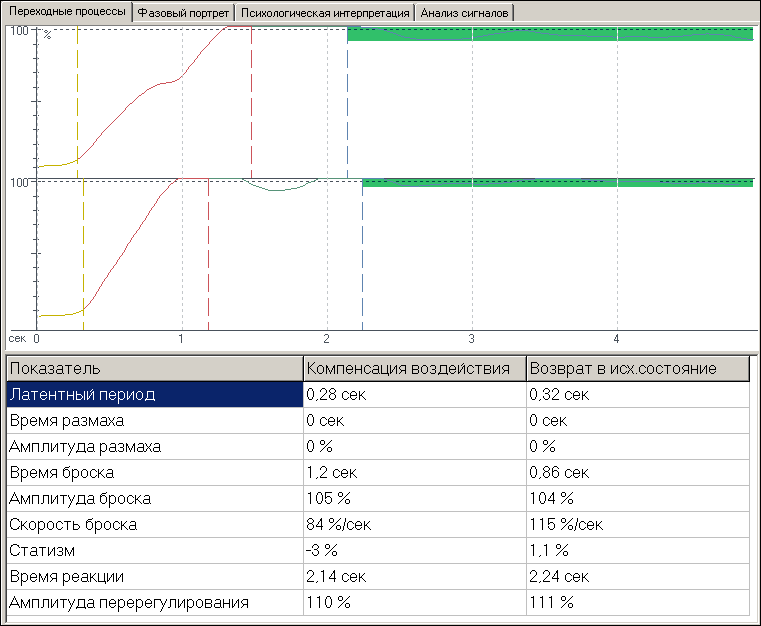 Переходные процессы Фазовый портрет Психологическая интерпретация Анализ сигналов
100 %
100
сек 0 1 2 3 4
Показатель Компенсация воздействия Возврат в исх.состояние
Латентный период 0,28 сек 0,32 сек
Время размаха 0 сек 0 сек
Амплитуда размаха 0 % 0 %
Время броска 1,2 сек 0,86 сек
Амплитуда броска 105 % 104 %
Скорость броска 84 %/сек 115 %/сек
Статизм -3 % 1,1 %
Время реакции 2,14 сек 2,24 сек
Амплитуда перерегулирования 110 % 111 %